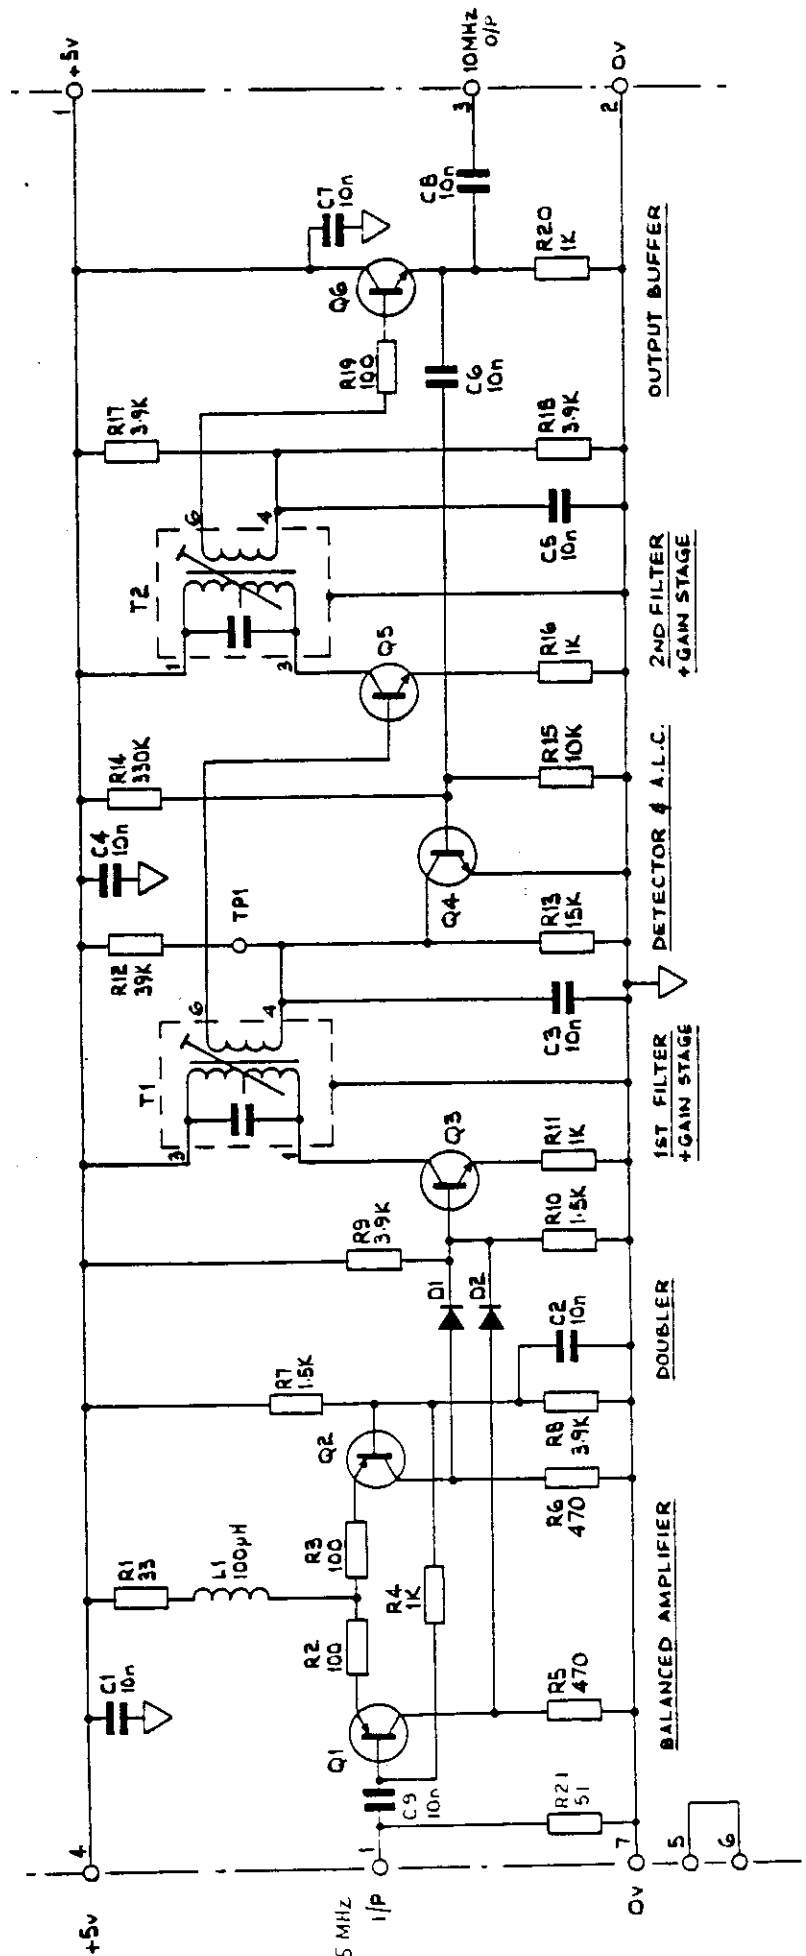 +5V
4
5 MHz
I/P
1
0V
7
5
6
C1
10n
R1
33
L1
100µH
R2
100
R3
100
Q1
C9
10n
R21
51
R4
1K
R5
470
R6
470
Q2
R7
1.5K
R8
3.9K
C2
10n
D1
D2
R9
3.9K
R10
1.5K
R11
1K
Q3
T1
3
1
6
4
C3
10n
R12
39K
TP1
R13
15K
C4
10n
R14
330K
Q4
R15
10K
Q5
R16
1K
T2
1
3
6
4
C5
10n
R17
3.9K
R18
3.9K
R19
100
C6
10n
Q6
C7
10n
C8
10n
R20
1K
1
+5V
3
10MHz
O/P
2
0V
BALANCED AMPLIFIER
DOUBLER
1ST FILTER
+GAIN STAGE
DETECTOR & A.L.C.
2ND FILTER
+GAIN STAGE
OUTPUT BUFFER